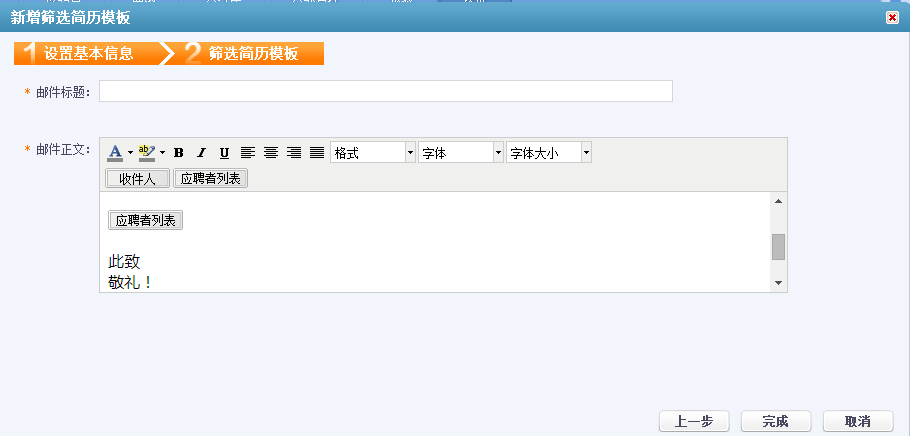 新增筛选简历模板
1 设置基本信息 2 筛选简历模板
* 邮件标题：
* 邮件正文：
A ab B I U 格式 字体 字体大小
收件人 应聘者列表
应聘者列表
此致
敬礼！
上一步 完成 取消